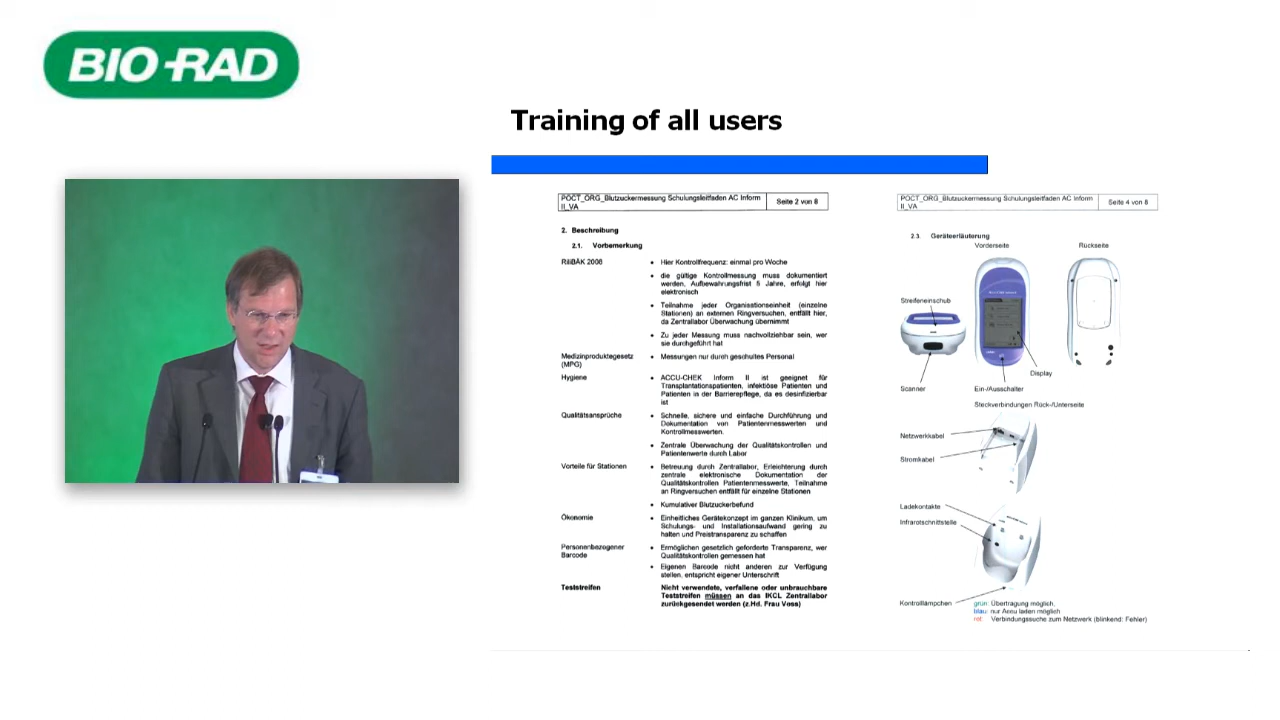 BIO-RAD
Training of all users
POCT_ORG_Blutzuckermessung Schulungsleitfaden AC Inform
II_VA
Seite 2 von 8
2. Beschreibung
2.1. Vorbemerkung
RiliBÄK 2008
• Hier Kontrollfrequenz: einmal pro Woche
• die gültige Kontrollmessung muss dokumentiert
werden, Aufbewahrungsfrist 5 Jahre, erfolgt hier
elektronisch
• Teilnahme jeder Organisationseinheit (einzelne
Stationen) an externen Ringversuchen, entfällt hier,
da Zentrallabor Überwachung übernimmt
• Zu jeder Messung muss nachvollziehbar sein, wer
sie durchgeführt hat
Medizinproduktegesetz
(MPG)
• Messungen nur durch geschultes Personal
Hygiene
• ACCU-CHEK Inform II ist geeignet für
Transplantationspatienten, infektiöse Patienten und
Patienten in der Barrierepflege, da es desinfizierbar
ist
Qualitätsansprüche
• Schnelle, sichere und einfache Durchführung und
Dokumentation von Patientenmesswerten und
Kontrollmesswerten.
• Zentrale Überwachung der Qualitätskontrollen und
Patientenwerte durch Labor
Vorteile für Stationen
• Betreuung durch Zentrallabor, Erleichterung durch
zentrale elektronische Dokumentation der
Qualitätskontrollen Patientenmesswerte, Teilnahme
an Ringversuchen entfällt für einzelne Stationen
• Kumulativer Blutzuckerbefund
Ökonomie
• Einheitliches Gerätekonzept im ganzen Klinikum, um
Schulungs- und Installationsaufwand gering zu
halten und Preistransparenz zu schaffen
Personenbezogener
Barcode
• Ermöglichen gesetzlich geforderte Transparenz, wer
Qualitätskontrollen gemessen hat
• Eigenen Barcode nicht anderen zur Verfügung
stellen, entspricht eigener Unterschrift
Teststreifen
Nicht verwendete, verfallene oder unbrauchbare
Teststreifen müssen an das IKCL Zentrallabor
zurückgesendet werden (z.Hd. Frau Voss)
POCT_ORG_Blutzuckermessung Schulungsleitfaden AC Inform
II_VA
Seite 4 von 8
2.3. Geräteerläuterung
Vorderseite
Rückseite
Streifeneinschub
Display
Scanner
Ein-/Ausschalter
Steckverbindungen Rück-/Unterseite
Netzwerkkabel
Stromkabel
Ladekontakte
Infrarotschnittstelle
Kontrolllämpchen
grün: Übertragung möglich,
blau: nur Accu laden möglich
rot: Verbindungssuche zum Netzwerk (blinkend: Fehler)